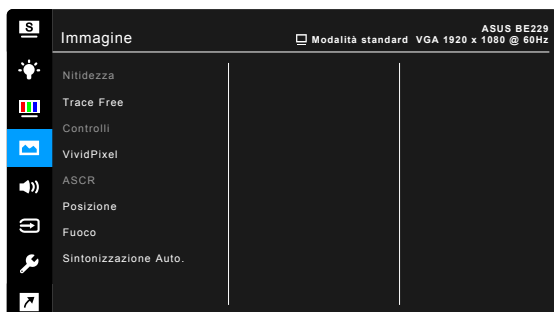 S
Immagine
ASUS BE229
Modalità standard VGA 1920 x 1080 @ 60Hz
Nitidezza
Trace Free
Controlli
VividPixel
ASCR
Posizione
Fuoco
Sintonizzazione Auto.